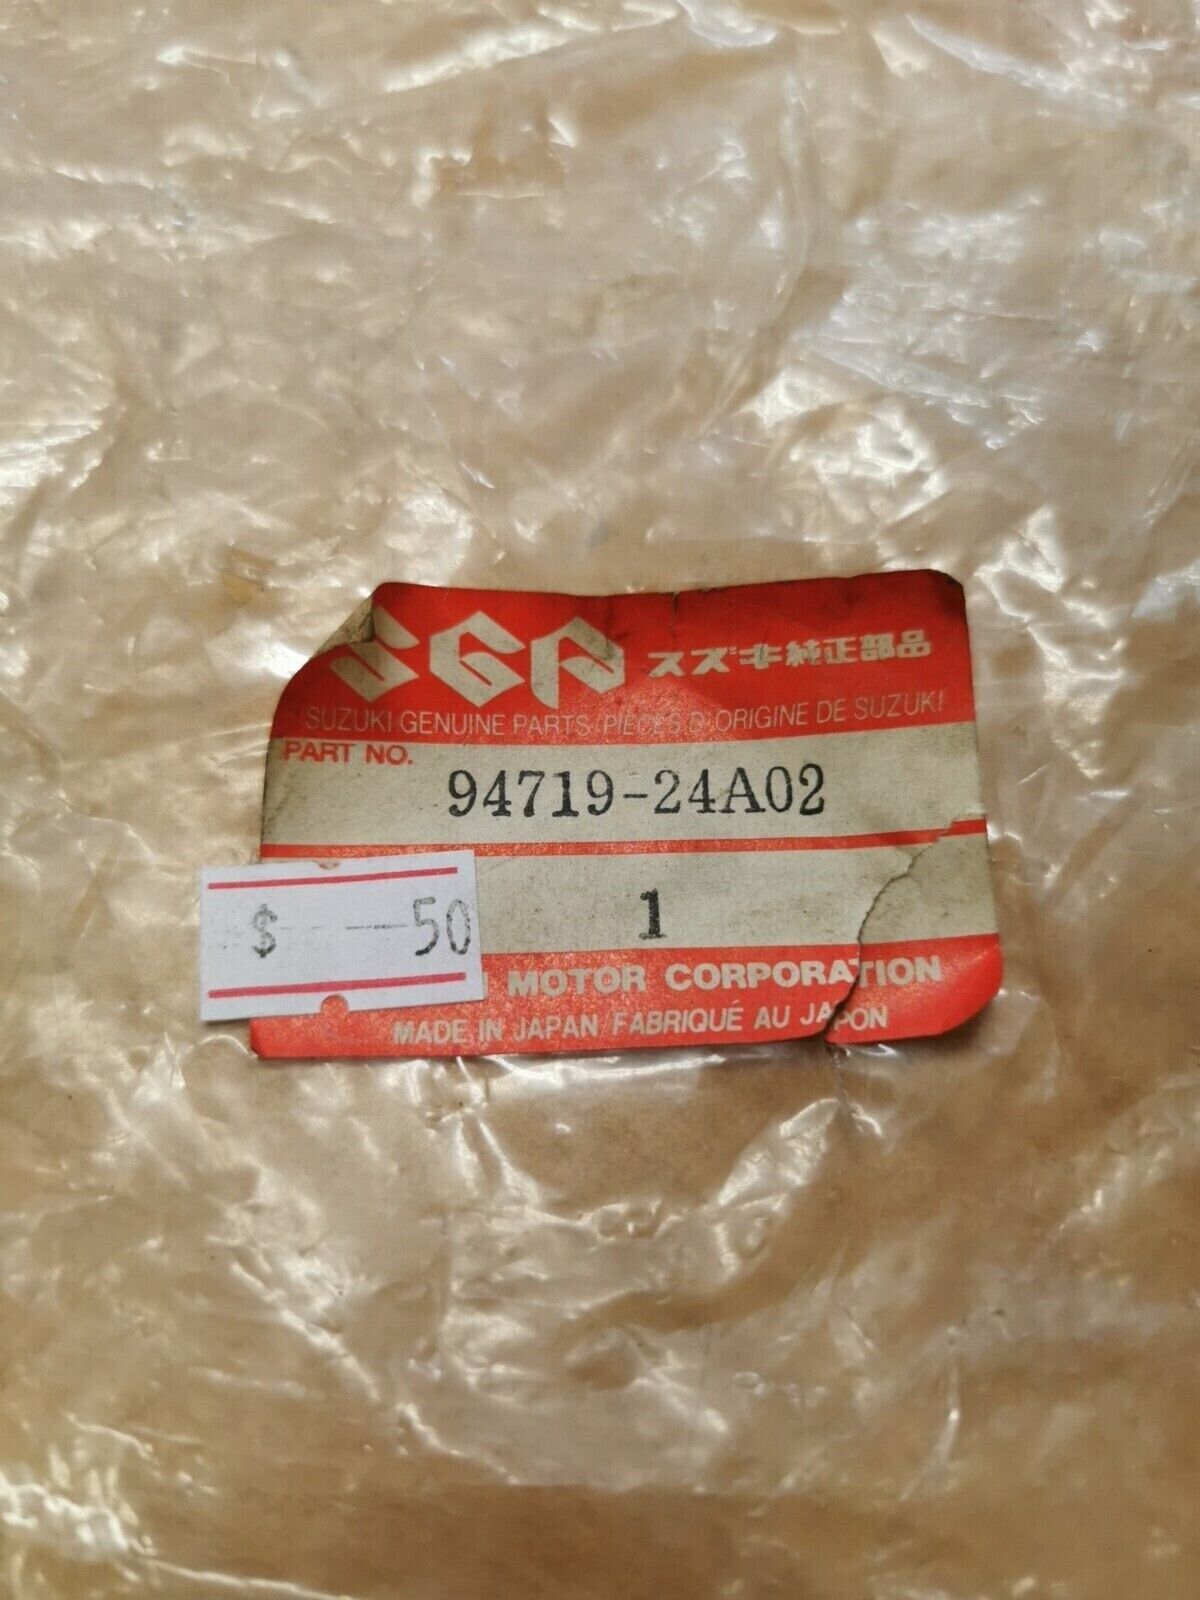 SGP スズキ純正部品
SUZUKI GENUINE PARTS/PIÈCES D'ORIGINE DE SUZUKI
PART NO.
94719-24A02
1
$ ---50
MOTOR CORPORATION
MADE IN JAPAN/FABRIQUÉ AU JAPON